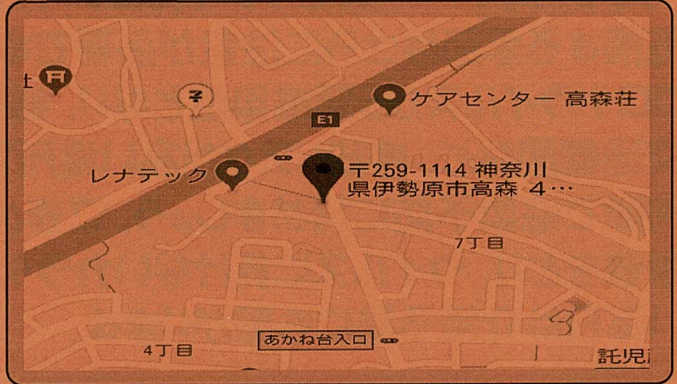 社
子
ケアセンター 高森荘
E1
レナテック
〒259-1114 神奈川
県伊勢原市高森 4…
7丁目
あかね台入口
4丁目
託児